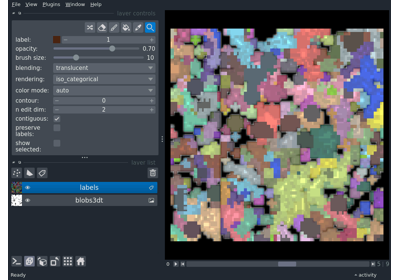 File View Plugins Window Help
layer controls
label: 1
opacity: 0.70
brush size: 10
blending: translucent
rendering: iso_categorical
color mode: auto
contour: 0
n edit dim: 2
contiguous:
preserve
labels:
show
selected:
layer list
labels
blobs3dt
Ready
activity